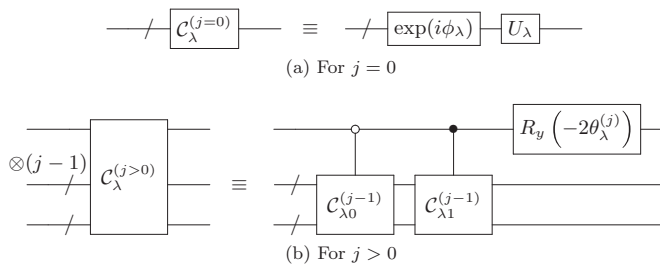 𝒞_λ^(j=0) ≡ exp(iϕ_λ) U_λ
(a) For j = 0
⊗(j − 1) 𝒞_λ^(j>0) ≡ 𝒞_λ0^(j−1) 𝒞_λ1^(j−1) R_y (−2θ_λ^(j))
(b) For j > 0